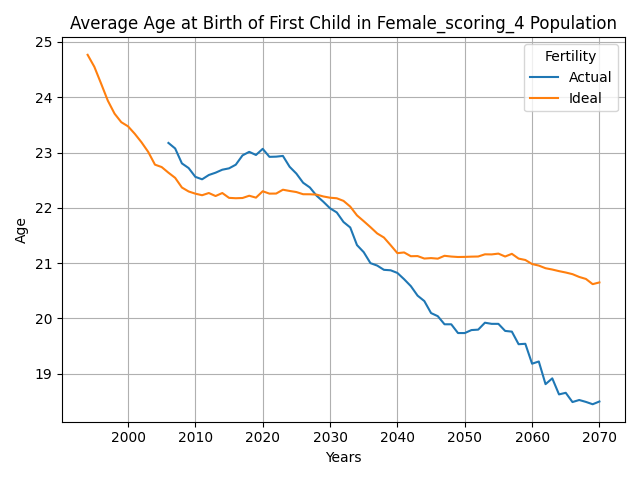 Average Age at Birth of First Child in Female_scoring_4 Population
Fertility
Actual
Ideal
25
24
23
22
21
20
19
Age
2000
2010
2020
2030
2040
2050
2060
2070
Years